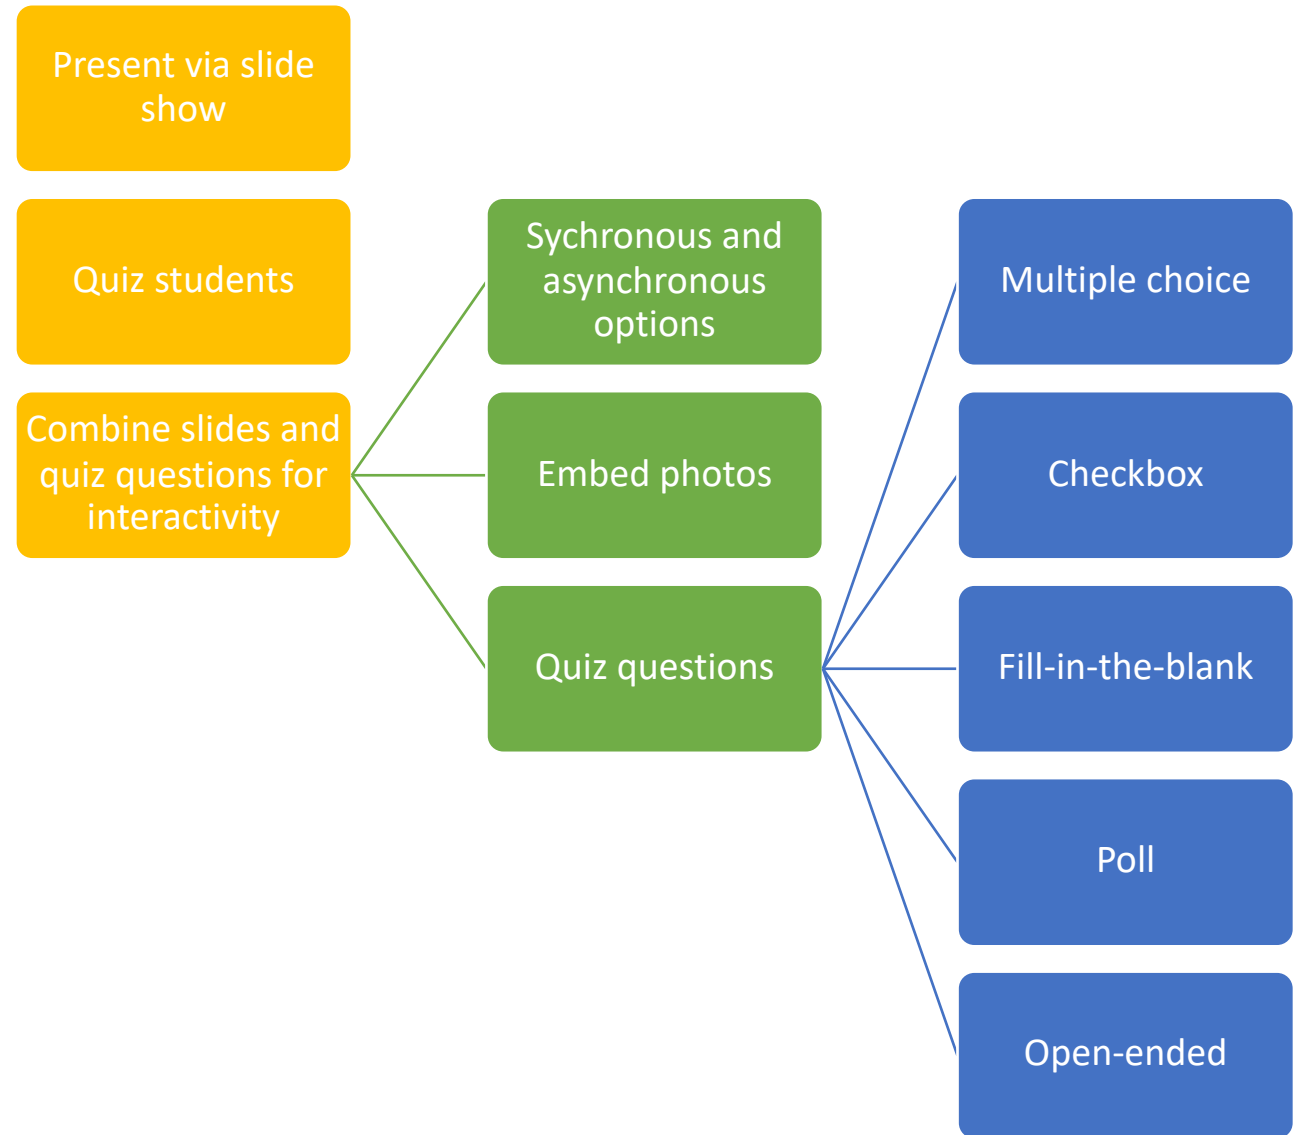 Present via slide
show
Quiz students
Combine slides and
quiz questions for
interactivity
Sychronous and
asynchronous
options
Embed photos
Quiz questions
Multiple choice
Checkbox
Fill-in-the-blank
Poll
Open-ended